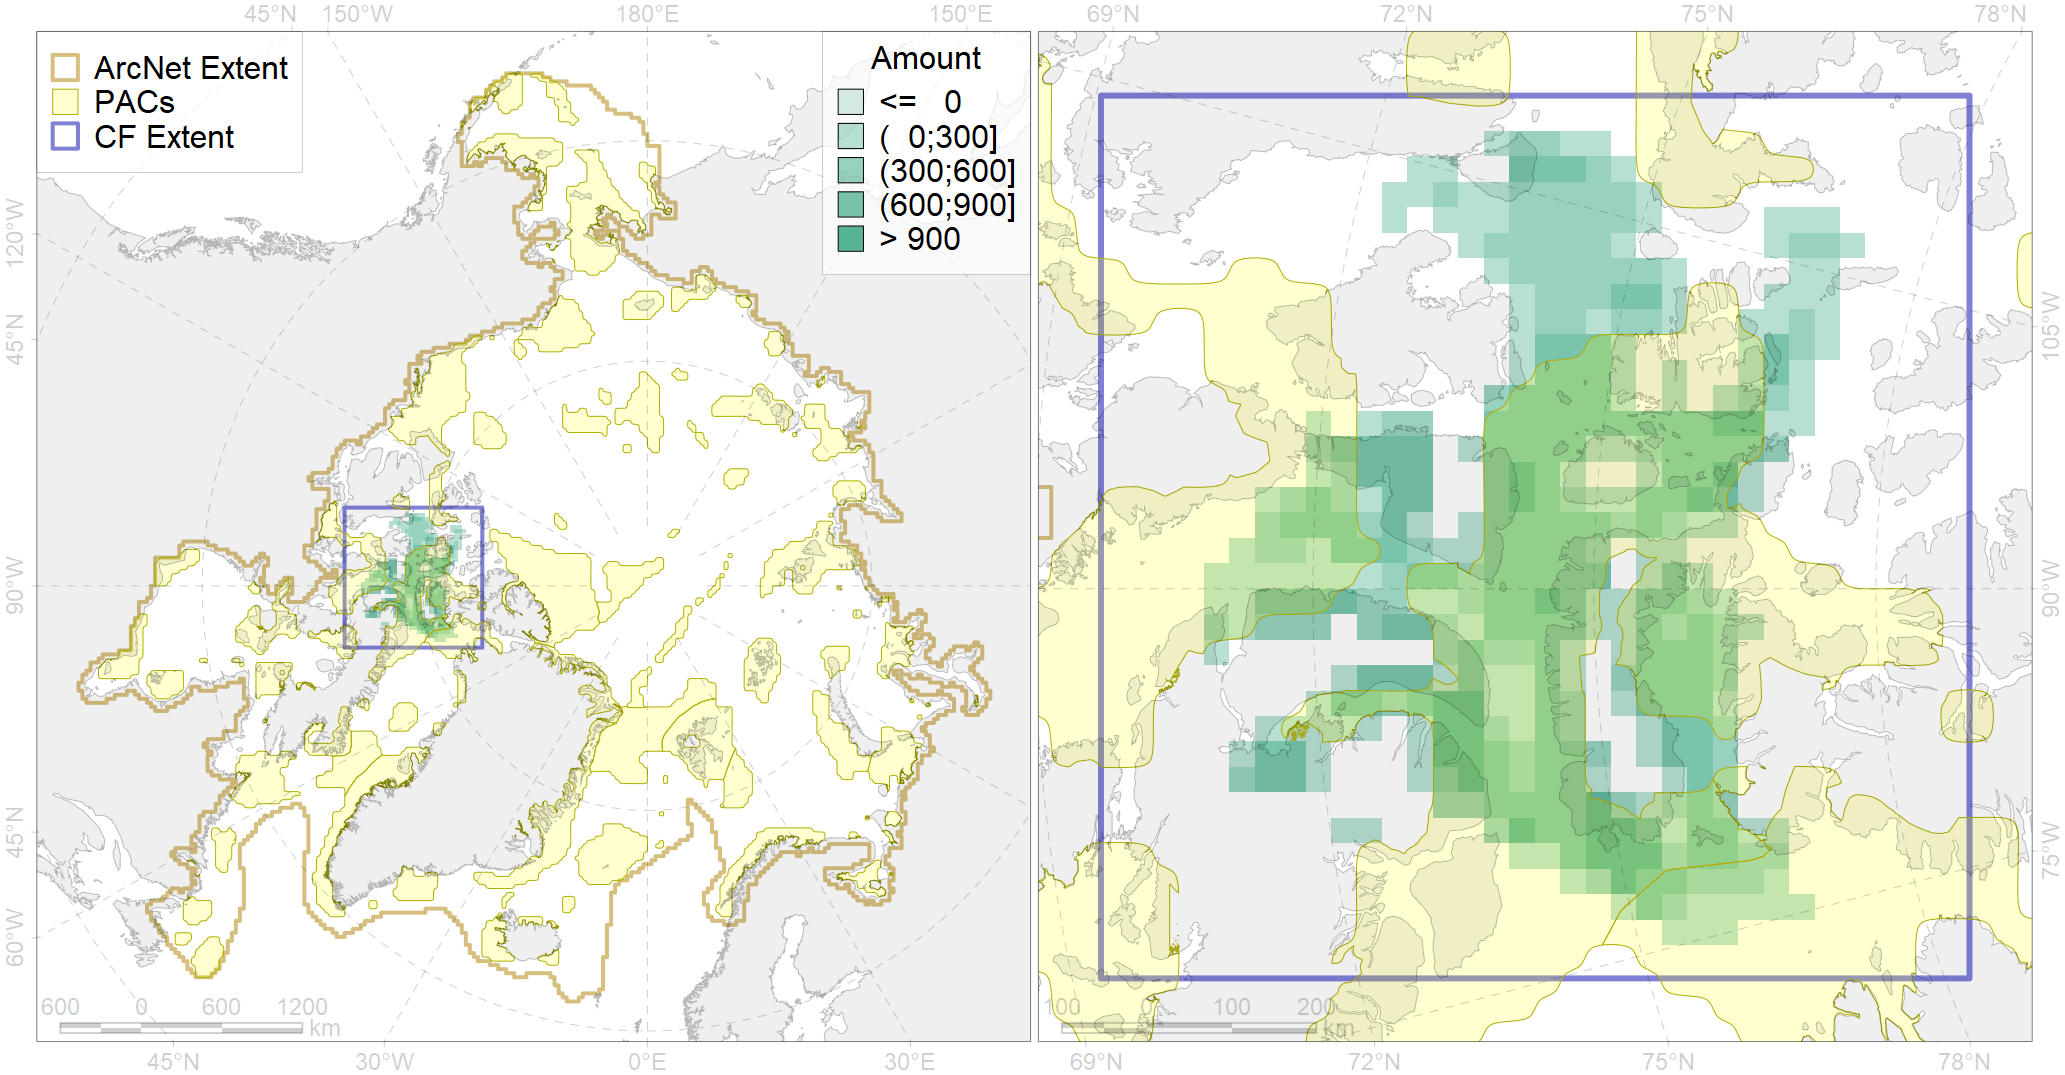 45°N 150°W 180°E 150°E 69°N 72°N 75°N 78°N
ArcNet Extent
PACs
CF Extent
Amount
<= 0
( 0;300]
(300;600]
(600;900]
> 900
120°W
45°N
90°W
45°N
60°W
105°W
90°W
75°W
600 0 600 1200
km
100 0 100 200
km
45°N 30°W 0°E 30°E 69°N 72°N 75°N 78°N